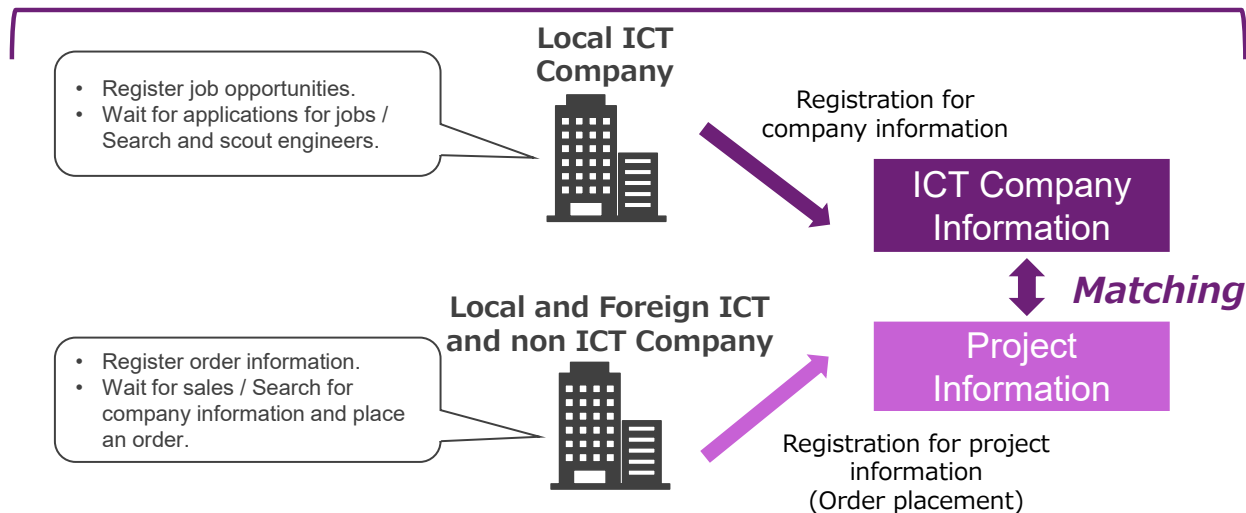 Local ICT
Company
• Register job opportunities.
• Wait for applications for jobs /
Search and scout engineers.
Registration for
company information
ICT Company
Information
Matching
Local and Foreign ICT
and non ICT Company
• Register order information.
• Wait for sales / Search for
company information and place
an order.
Project
Information
Registration for project
information
(Order placement)